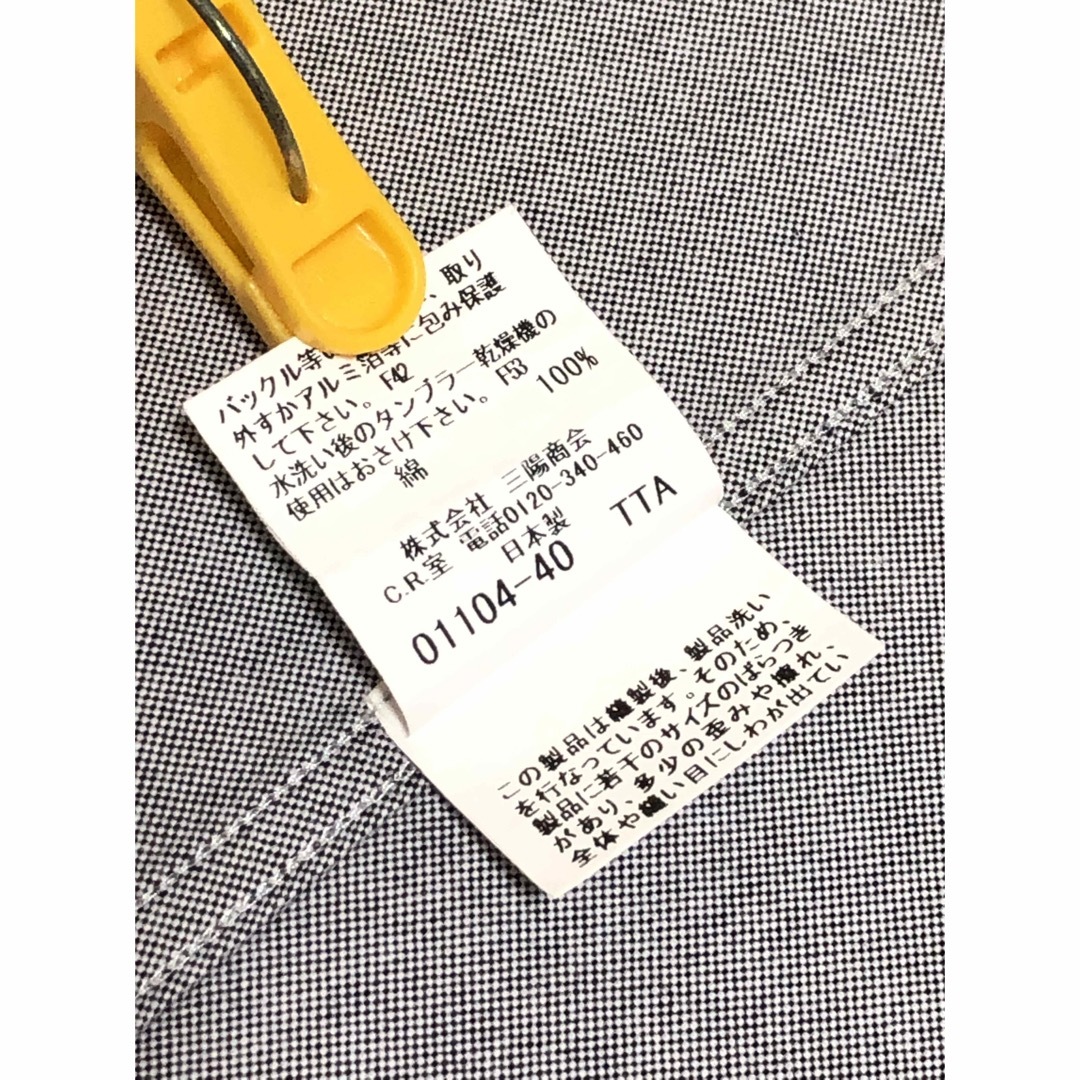 、取り
バックル等
外すかアルミ箔等に包み保護
して下さい。 F42
水洗い後のタンブラー乾燥機の
使用はおさけ下さい。 F53
綿 100%
株式会社 三陽商会
C.R.室 電話0120-340-460
日本製
01104-40 TTA
この製品は縫製後、製品洗い
を行なっています。そのため、
製品に若干のサイズのばらつき
があり、多少の歪みや擦れ、
全体や縫い目にしわが出てい